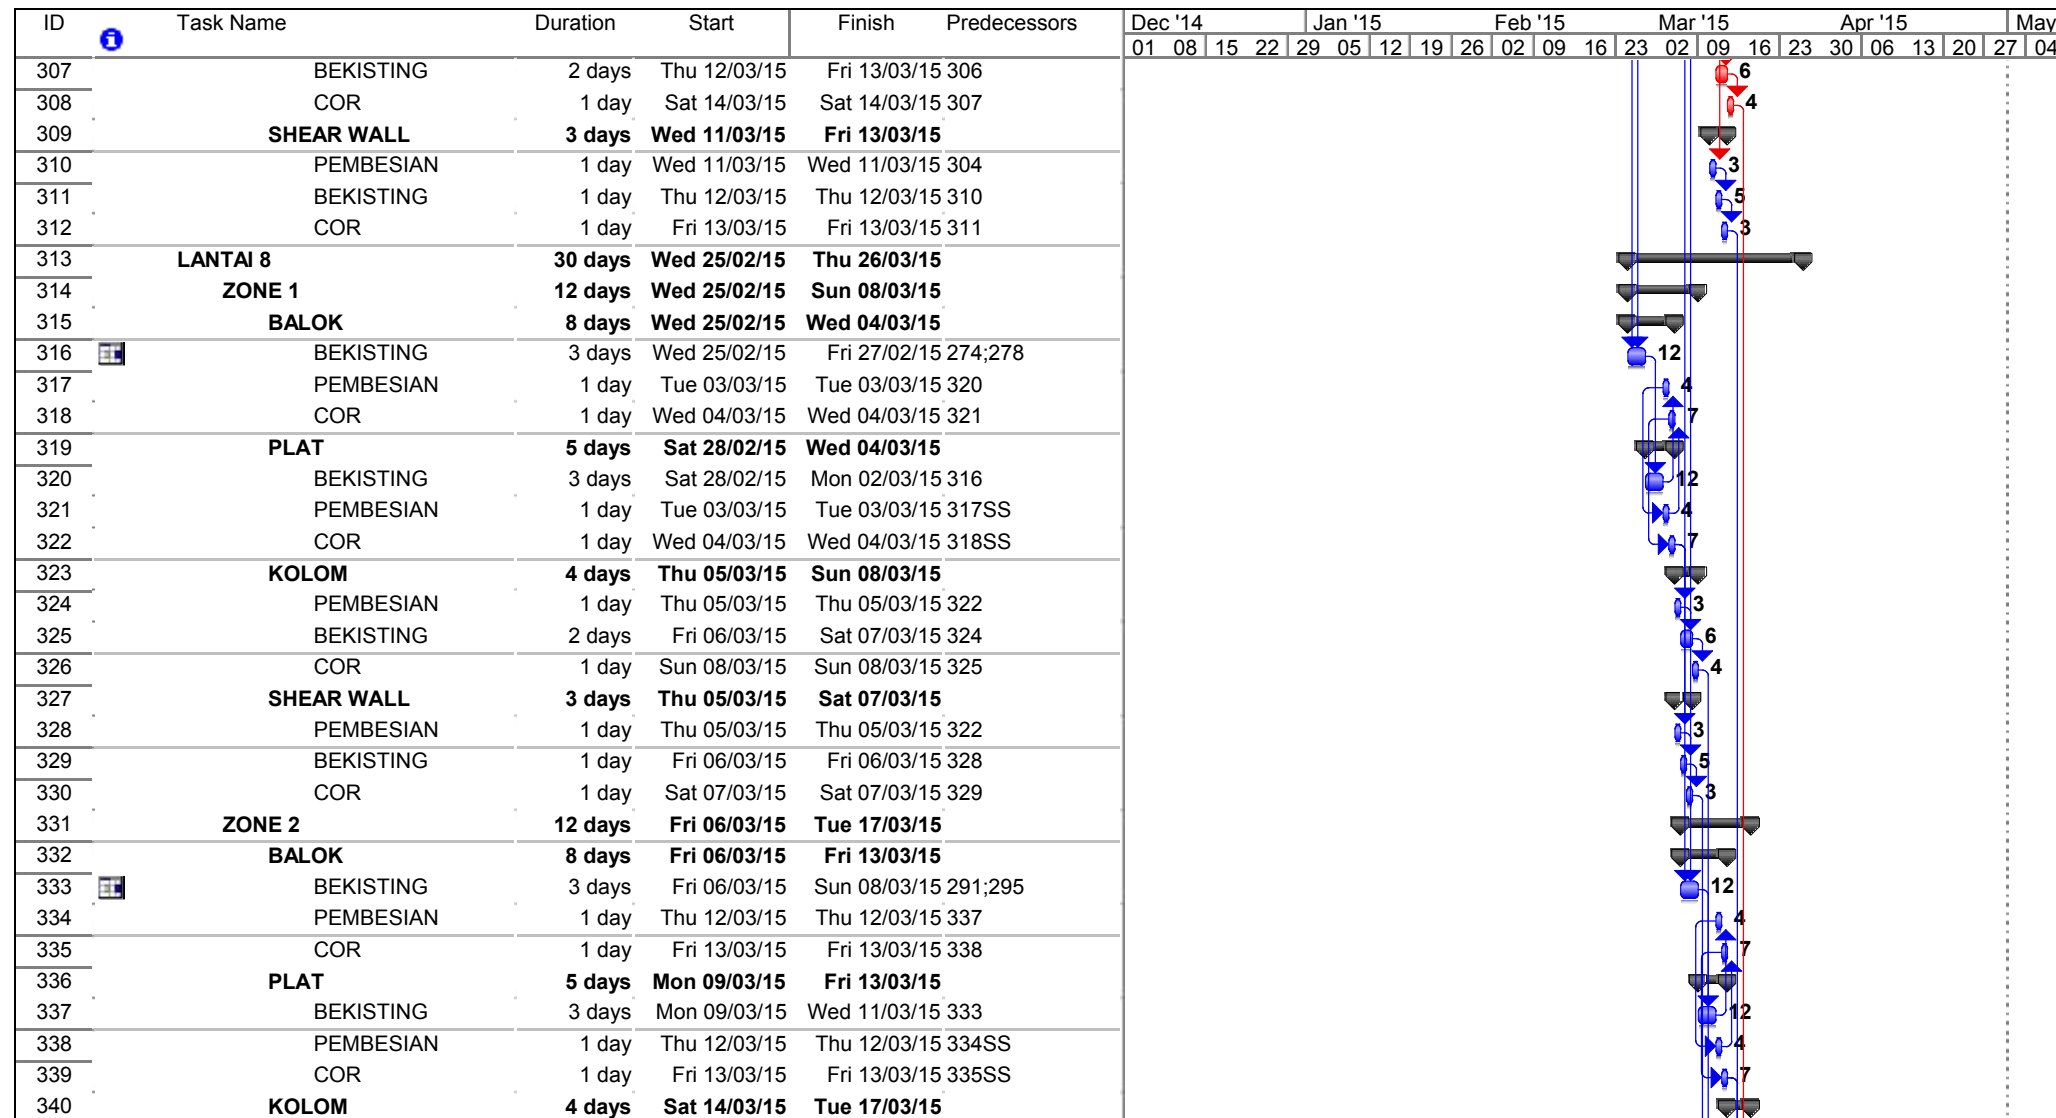 ID Task Name Duration Start Finish Predecessors Dec '14 Jan '15 Feb '15 Mar '15 Apr '15 May
01 08 15 22 29 05 12 19 26 02 09 16 23 02 09 16 23 30 06 13 20 27 04
307 BEKISTING 2 days Thu 12/03/15 Fri 13/03/15 306 6
308 COR 1 day Sat 14/03/15 Sat 14/03/15 307 4
309 SHEAR WALL 3 days Wed 11/03/15 Fri 13/03/15
310 PEMBESIAN 1 day Wed 11/03/15 Wed 11/03/15 304 3
311 BEKISTING 1 day Thu 12/03/15 Thu 12/03/15 310 5
312 COR 1 day Fri 13/03/15 Fri 13/03/15 311 3
313 LANTAI 8 30 days Wed 25/02/15 Thu 26/03/15
314 ZONE 1 12 days Wed 25/02/15 Sun 08/03/15
315 BALOK 8 days Wed 25/02/15 Wed 04/03/15
316 BEKISTING 3 days Wed 25/02/15 Fri 27/02/15 274;278 12
317 PEMBESIAN 1 day Tue 03/03/15 Tue 03/03/15 320 4
318 COR 1 day Wed 04/03/15 Wed 04/03/15 321 7
319 PLAT 5 days Sat 28/02/15 Wed 04/03/15
320 BEKISTING 3 days Sat 28/02/15 Mon 02/03/15 316 12
321 PEMBESIAN 1 day Tue 03/03/15 Tue 03/03/15 317SS 4
322 COR 1 day Wed 04/03/15 Wed 04/03/15 318SS 7
323 KOLOM 4 days Thu 05/03/15 Sun 08/03/15
324 PEMBESIAN 1 day Thu 05/03/15 Thu 05/03/15 322 3
325 BEKISTING 2 days Fri 06/03/15 Sat 07/03/15 324 6
326 COR 1 day Sun 08/03/15 Sun 08/03/15 325 4
327 SHEAR WALL 3 days Thu 05/03/15 Sat 07/03/15
328 PEMBESIAN 1 day Thu 05/03/15 Thu 05/03/15 322 3
329 BEKISTING 1 day Fri 06/03/15 Fri 06/03/15 328 5
330 COR 1 day Sat 07/03/15 Sat 07/03/15 329 3
331 ZONE 2 12 days Fri 06/03/15 Tue 17/03/15
332 BALOK 8 days Fri 06/03/15 Fri 13/03/15
333 BEKISTING 3 days Fri 06/03/15 Sun 08/03/15 291;295 12
334 PEMBESIAN 1 day Thu 12/03/15 Thu 12/03/15 337 4
335 COR 1 day Fri 13/03/15 Fri 13/03/15 338 7
336 PLAT 5 days Mon 09/03/15 Fri 13/03/15
337 BEKISTING 3 days Mon 09/03/15 Wed 11/03/15 333 12
338 PEMBESIAN 1 day Thu 12/03/15 Thu 12/03/15 334SS 4
339 COR 1 day Fri 13/03/15 Fri 13/03/15 335SS 7
340 KOLOM 4 days Sat 14/03/15 Tue 17/03/15